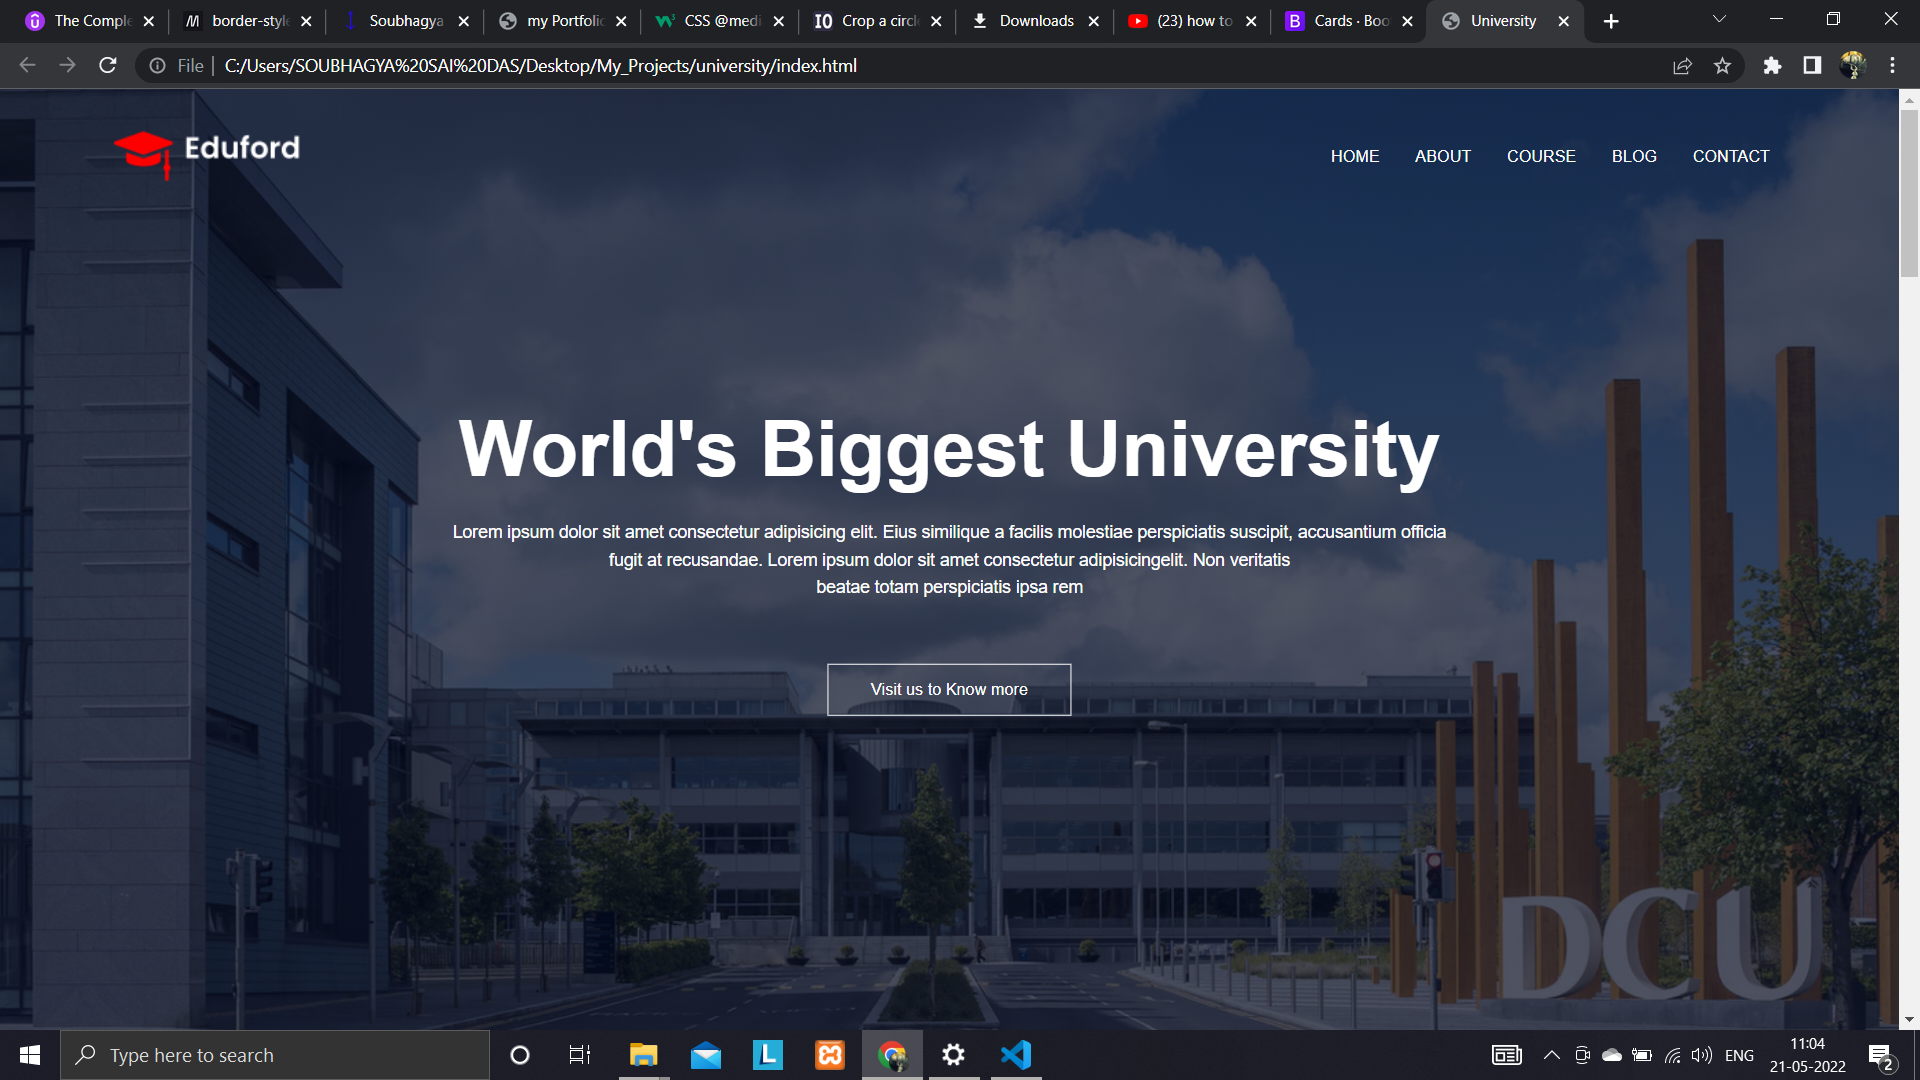 The Comple
border-style
Soubhagya
my Portfolio
CSS @medi
Crop a circl
Downloads
(23) how to
Cards · Boo
University
File
C:/Users/SOUBHAGYA%20SAI%20DAS/Desktop/My_Projects/university/index.html
Eduford
HOME ABOUT COURSE BLOG CONTACT
World's Biggest University
Lorem ipsum dolor sit amet consectetur adipisicing elit. Eius similique a facilis molestiae perspiciatis suscipit, accusantium officia
fugit at recusandae. Lorem ipsum dolor sit amet consectetur adipisicingelit. Non veritatis
beatae totam perspiciatis ipsa rem
Visit us to Know more
DCU
Type here to search
ENG
11:04
21-05-2022
2